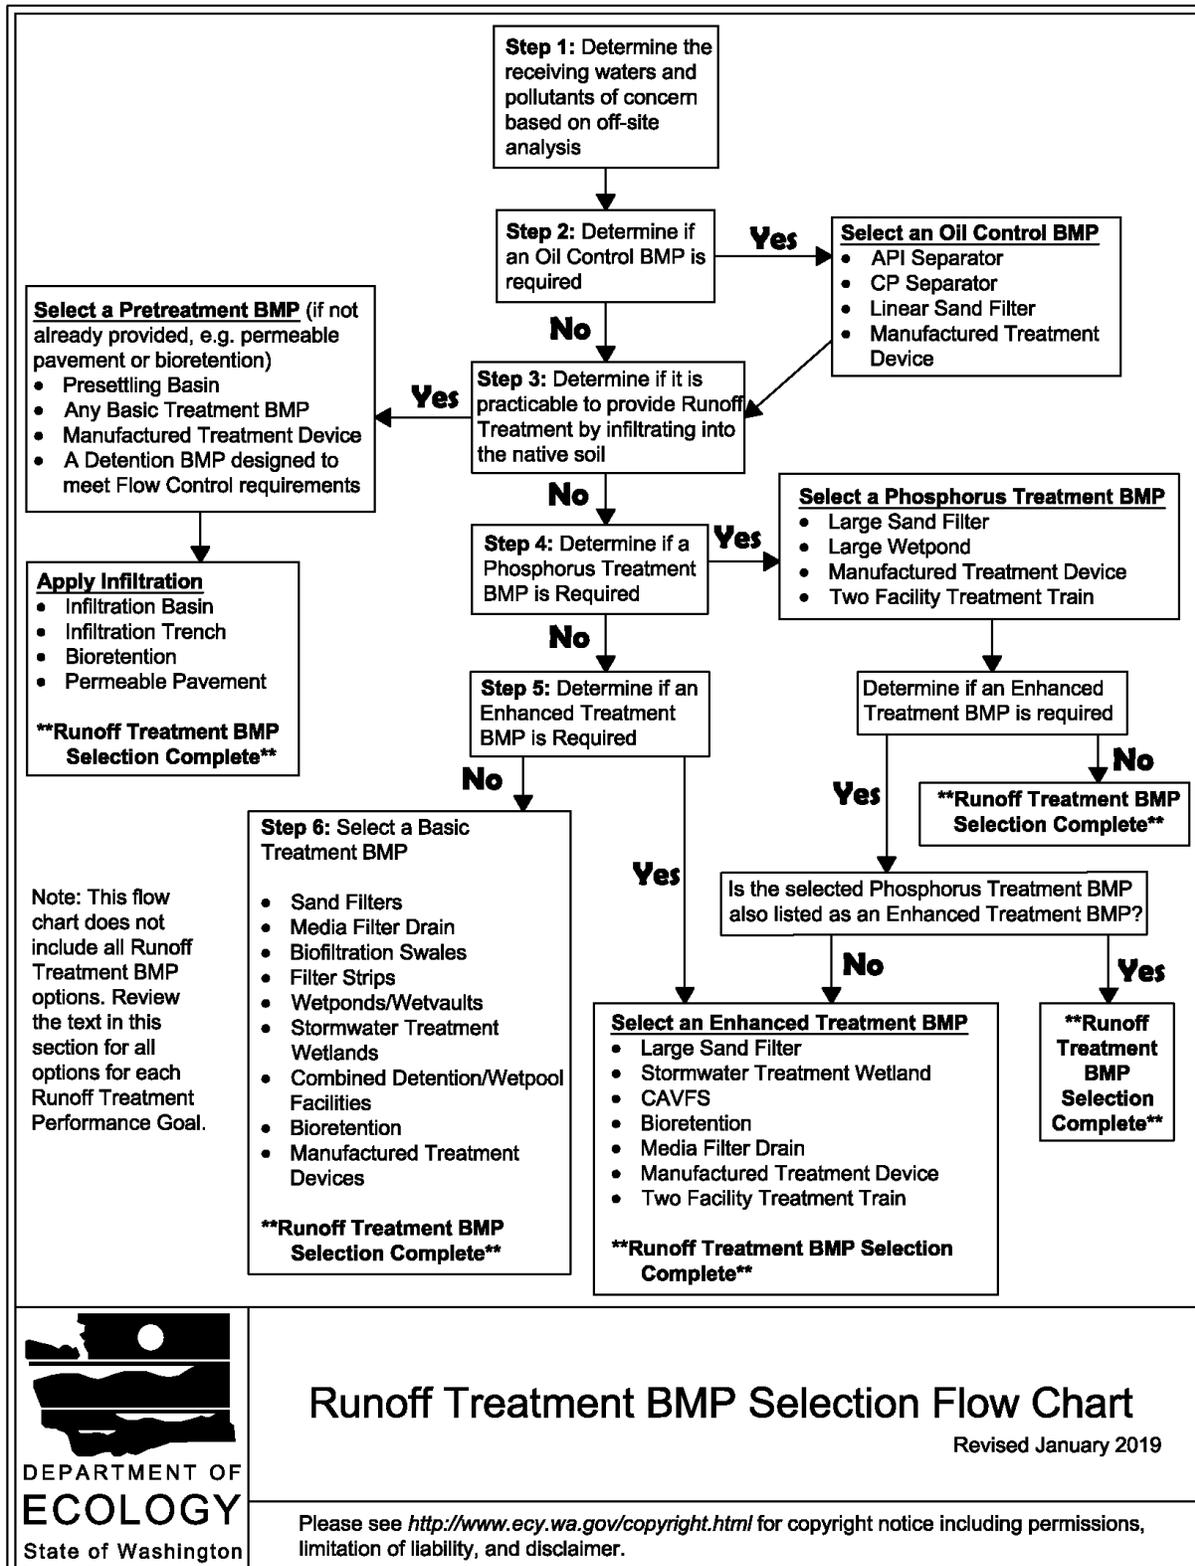 Step 1: Determine the
receiving waters and
pollutants of concern
based on off-site
analysis
Step 2: Determine if
an Oil Control BMP is
required
Yes
Select an Oil Control BMP
• API Separator
• CP Separator
• Linear Sand Filter
• Manufactured Treatment
Device
No
Step 3: Determine if it is
practicable to provide Runoff
Treatment by infiltrating into
the native soil
Yes
Select a Pretreatment BMP (if not
already provided, e.g. permeable
pavement or bioretention)
• Presettling Basin
• Any Basic Treatment BMP
• Manufactured Treatment Device
• A Detention BMP designed to
meet Flow Control requirements
Apply Infiltration
• Infiltration Basin
• Infiltration Trench
• Bioretention
• Permeable Pavement
**Runoff Treatment BMP
Selection Complete**
No
Step 4: Determine if a
Phosphorus Treatment
BMP is Required
Yes
Select a Phosphorus Treatment BMP
• Large Sand Filter
• Large Wetpond
• Manufactured Treatment Device
• Two Facility Treatment Train
Determine if an Enhanced
Treatment BMP is required
No
**Runoff Treatment BMP
Selection Complete**
Yes
Is the selected Phosphorus Treatment BMP
also listed as an Enhanced Treatment BMP?
No
Yes
**Runoff
Treatment
BMP
Selection
Complete**
No
Step 5: Determine if an
Enhanced Treatment
BMP is Required
No
Yes
Step 6: Select a Basic
Treatment BMP
• Sand Filters
• Media Filter Drain
• Biofiltration Swales
• Filter Strips
• Wetponds/Wetvaults
• Stormwater Treatment
Wetlands
• Combined Detention/Wetpool
Facilities
• Bioretention
• Manufactured Treatment
Devices
**Runoff Treatment BMP
Selection Complete**
Select an Enhanced Treatment BMP
• Large Sand Filter
• Stormwater Treatment Wetland
• CAVFS
• Bioretention
• Media Filter Drain
• Manufactured Treatment Device
• Two Facility Treatment Train
**Runoff Treatment BMP Selection
Complete**
Note: This flow
chart does not
include all Runoff
Treatment BMP
options. Review
the text in this
section for all
options for each
Runoff Treatment
Performance Goal.
DEPARTMENT OF
ECOLOGY
State of Washington
Runoff Treatment BMP Selection Flow Chart
Revised January 2019
Please see http://www.ecy.wa.gov/copyright.html for copyright notice including permissions,
limitation of liability, and disclaimer.